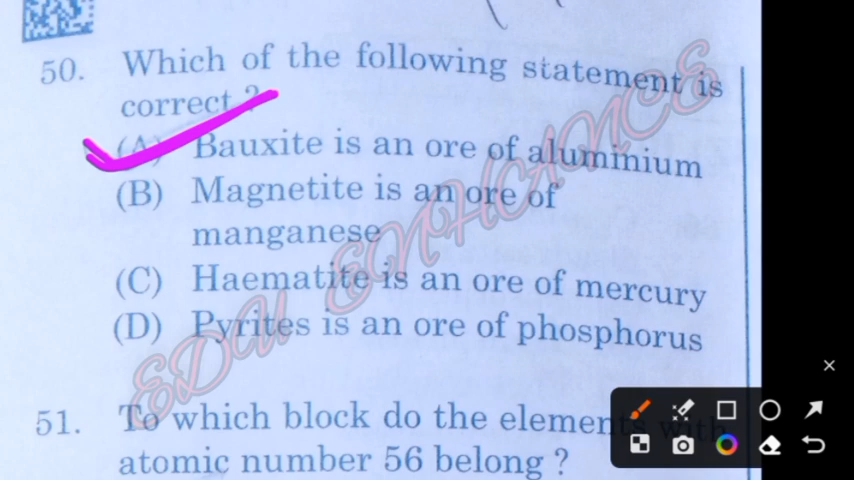 50. Which of the following statement is
correct ?
(A) Bauxite is an ore of aluminium
(B) Magnetite is an ore of
manganese
(C) Haematite is an ore of mercury
(D) Pyrites is an ore of phosphorus
EDU ENHANCE
51. To which block do the elements with
atomic number 56 belong ?